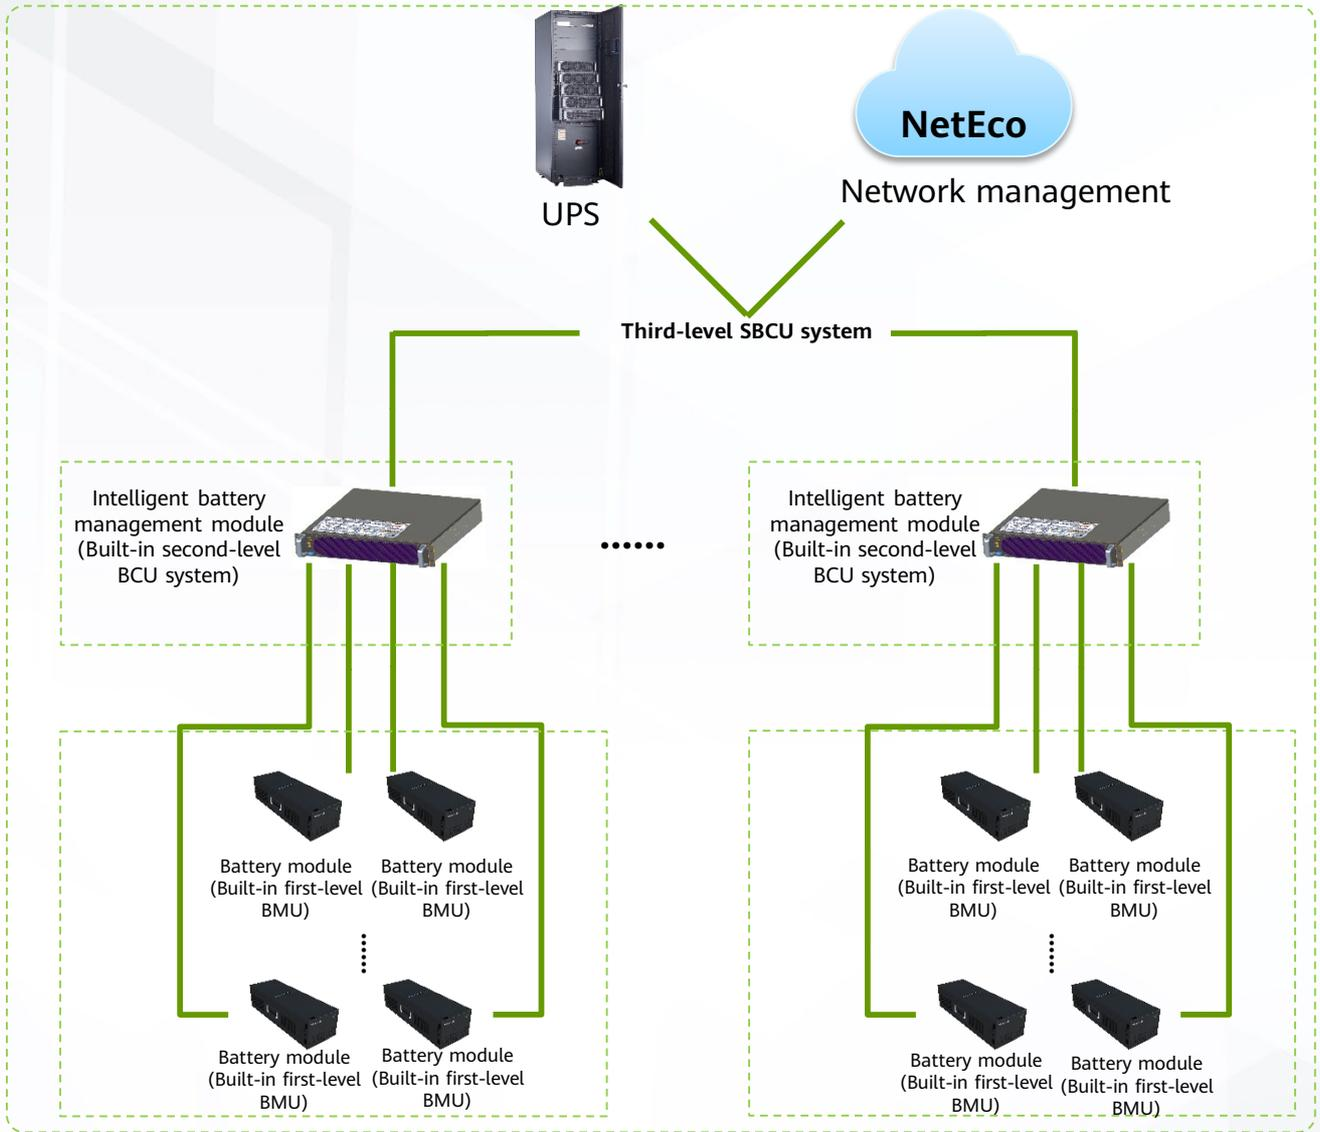 NetEco
UPS
Network management
Third-level SBCU system
Intelligent battery
management module
(Built-in second-level
BCU system)
Intelligent battery
management module
(Built-in second-level
BCU system)
Battery module
(Built-in first-level
BMU)
Battery module
(Built-in first-level
BMU)
Battery module
(Built-in first-level
BMU)
Battery module
(Built-in first-level
BMU)
Battery module
(Built-in first-level
BMU)
Battery module
(Built-in first-level
BMU)
Battery module
(Built-in first-level
BMU)
Battery module
(Built-in first-level
BMU)